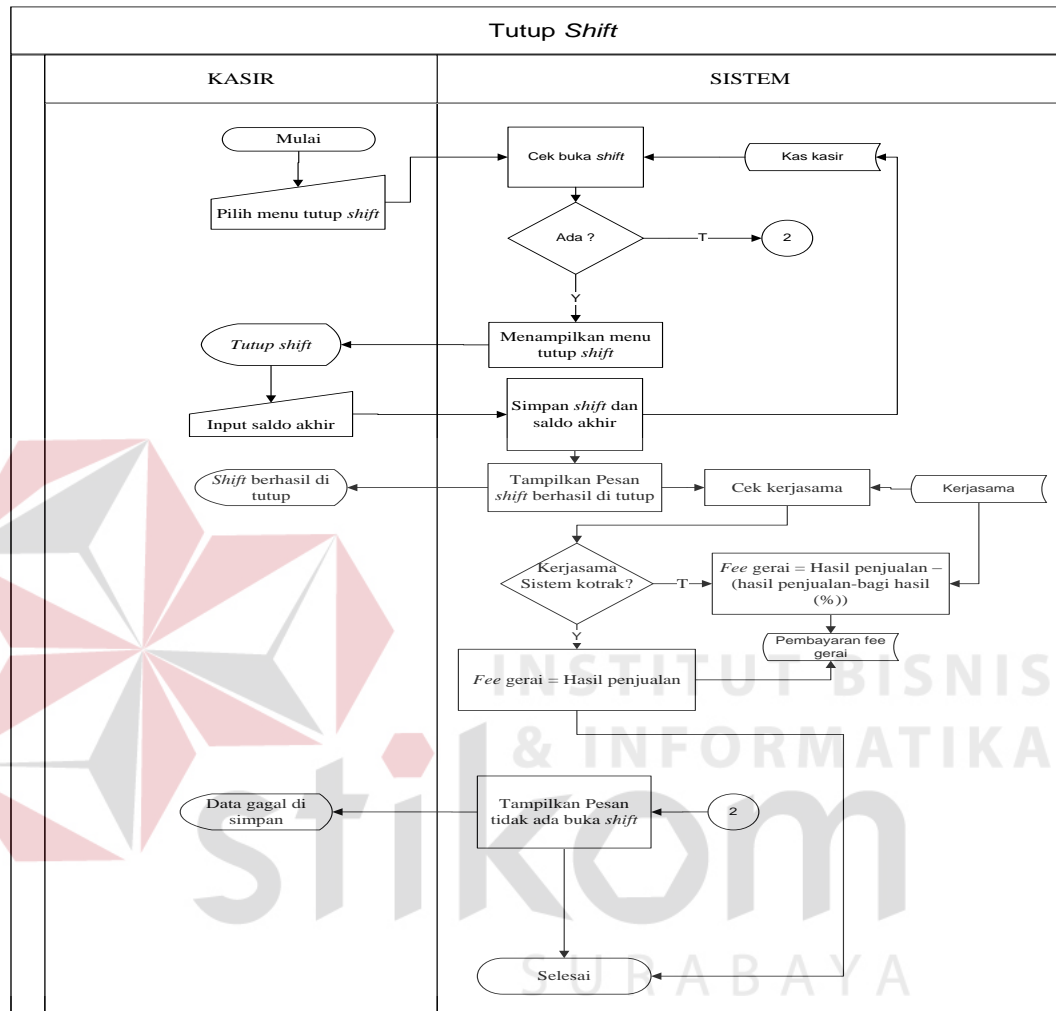 Tutup Shift
KASIR
SISTEM
Mulai
Cek buka shift
Kas kasir
Pilih menu tutup shift
Ada ?
T
2
Y
Tutup shift
Menampilkan menu
tutup shift
Input saldo akhir
Simpan shift dan
saldo akhir
Shift berhasil di
tutup
Tampilkan Pesan
shift berhasil di tutup
Cek kerjasama
Kerjasama
Kerjasama
Sistem kotrak?
T
Fee gerai = Hasil penjualan –
(hasil penjualan-bagi hasil
(%))
Y
Pembayaran fee
gerai
Fee gerai = Hasil penjualan
INSTITUT BISNIS
& INFORMATIKA
stikom
SURABAYA
Data gagal di
simpan
Tampilkan Pesan
tidak ada buka shift
2
Selesai